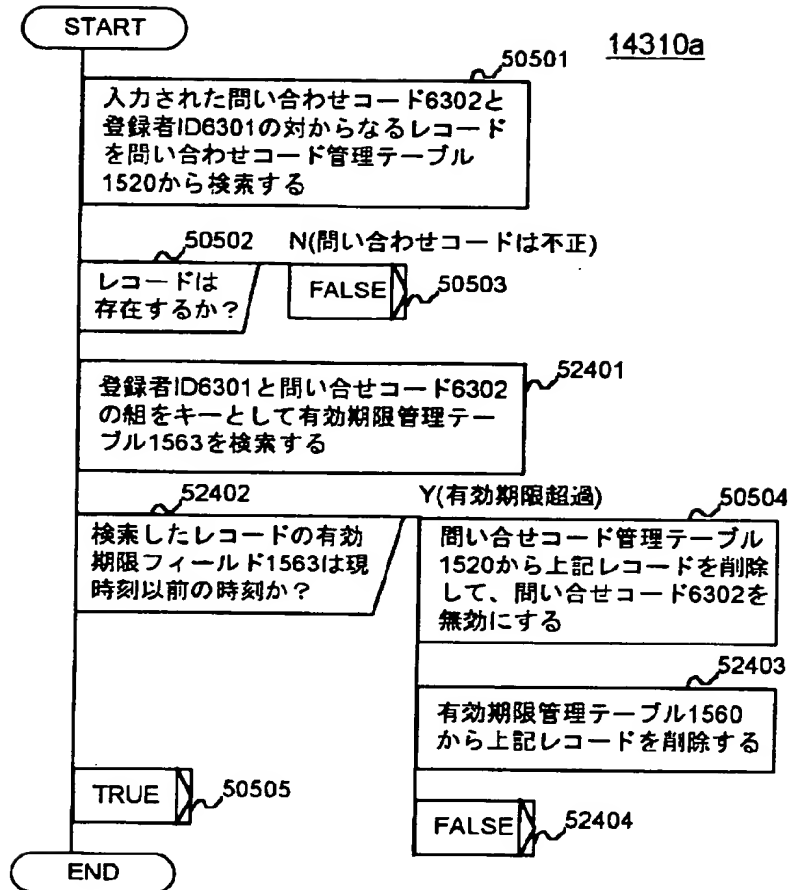 START
14310a
50501
入力された問い合わせコード6302と
登録者ID6301の対からなるレコード
を問い合わせコード管理テーブル
1520から検索する
50502
N(問い合わせコードは不正)
レコードは
存在するか？
FALSE
50503
52401
登録者ID6301と問い合せコード6302
の組をキーとして有効期限管理テー
ブル1563を検索する
52402
Y(有効期限超過)
50504
検索したレコードの有効
期限フィールド1563は現
時刻以前の時刻か？
問い合せコード管理テーブル
1520から上記レコードを削除
して、問い合せコード6302を
無効にする
52403
有効期限管理テーブル1560
から上記レコードを削除する
TRUE
50505
FALSE
52404
END